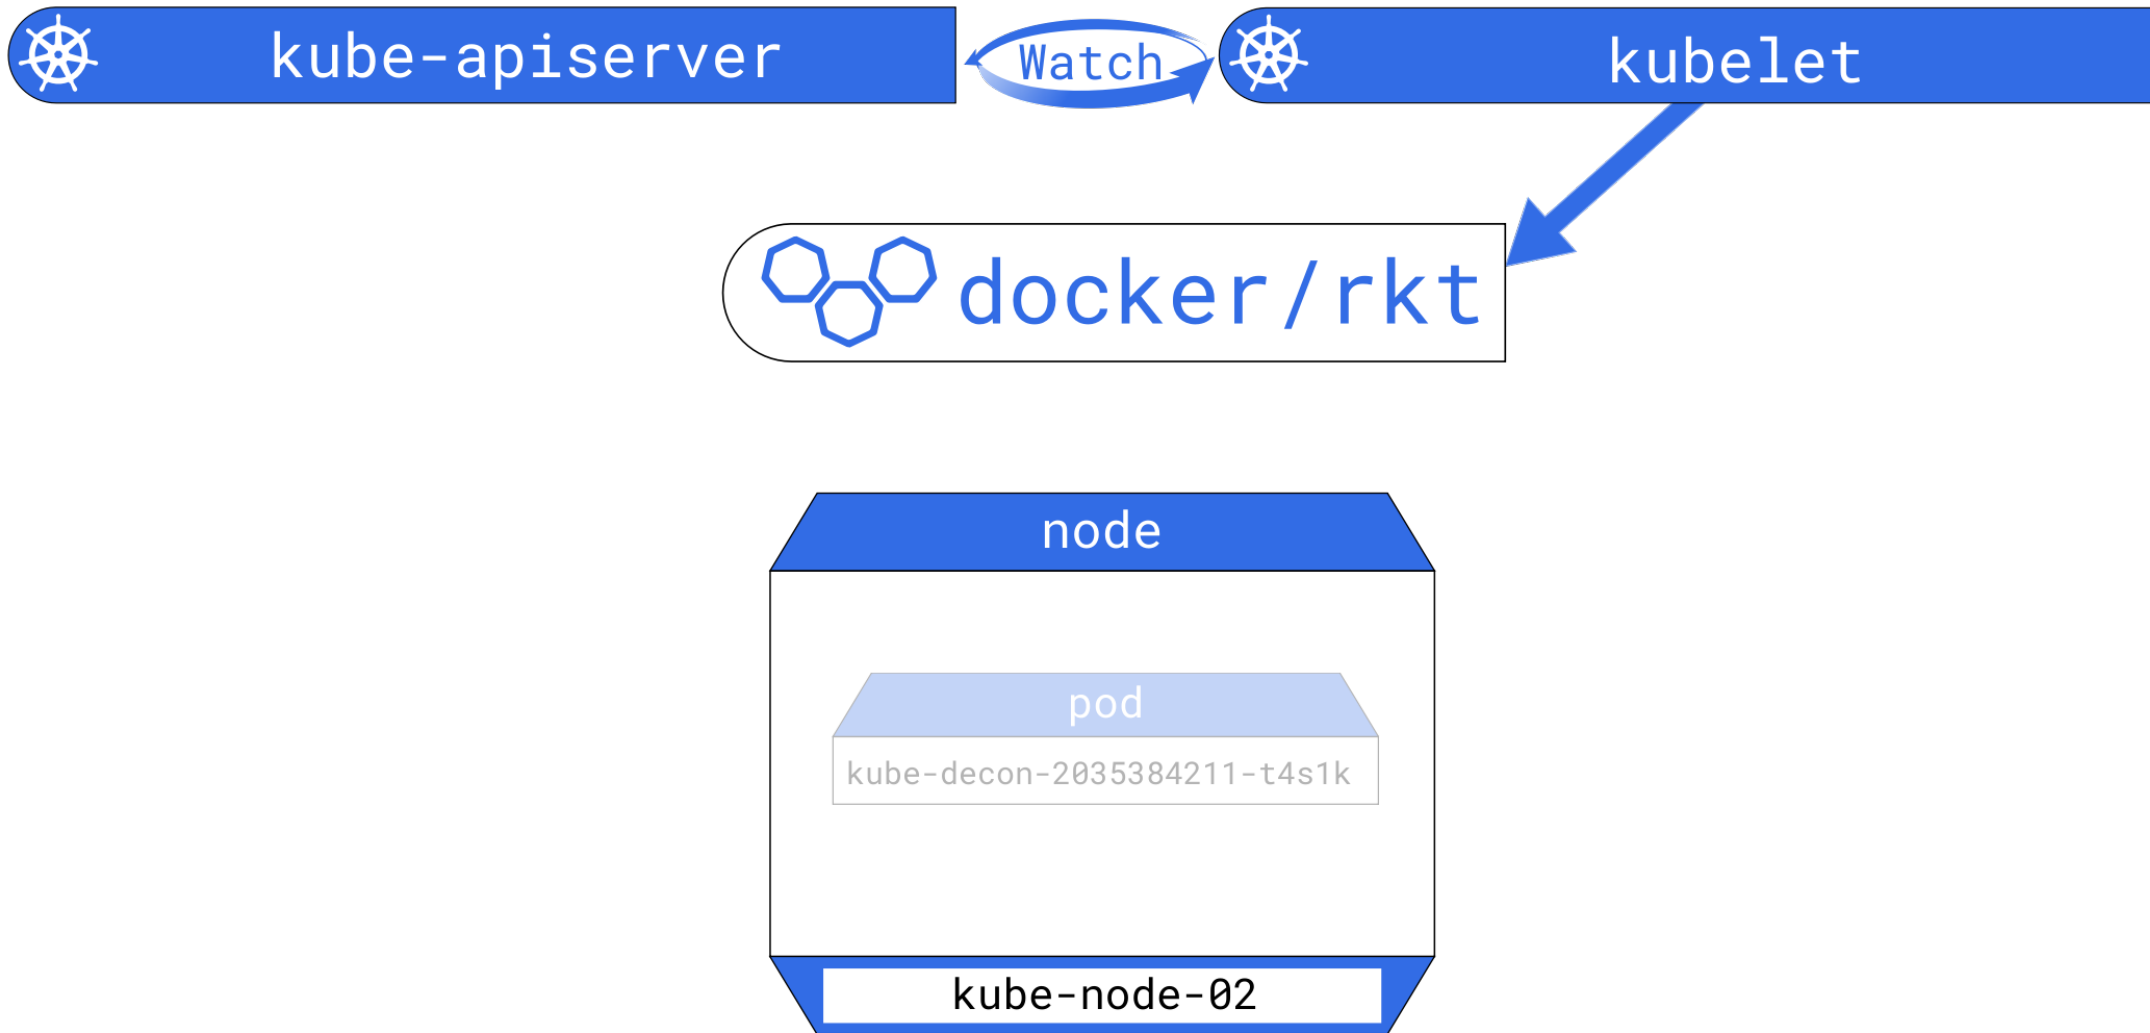 kube-apiserver
Watch
kubelet
docker/rkt
node
pod
kube-decon-2035384211-t4s1k
kube-node-02